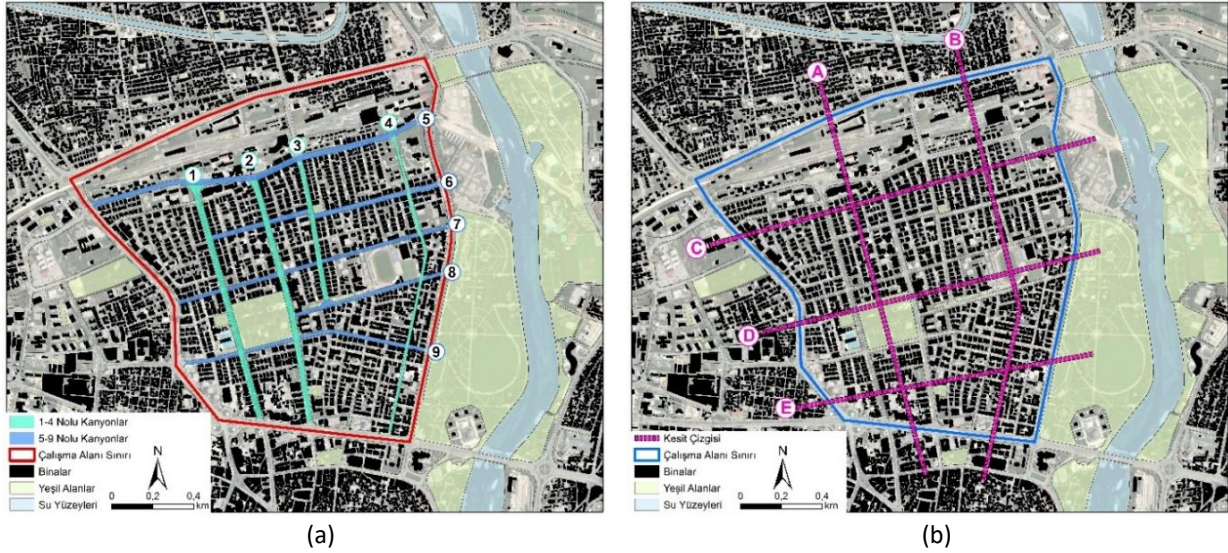 1
2
3
4
5
6
7
8
9
1-4 Nolu Kanyonlar
5-9 Nolu Kanyonlar
Çalışma Alanı Sınırı
Binalar
Yeşil Alanlar
Su Yüzeyleri
N
0 0,2 0,4
km
(a)
A
B
C
D
E
Kesit Çizgisi
Çalışma Alanı Sınırı
Binalar
Yeşil Alanlar
Su Yüzeyleri
N
0 0,2 0,4
km
(b)